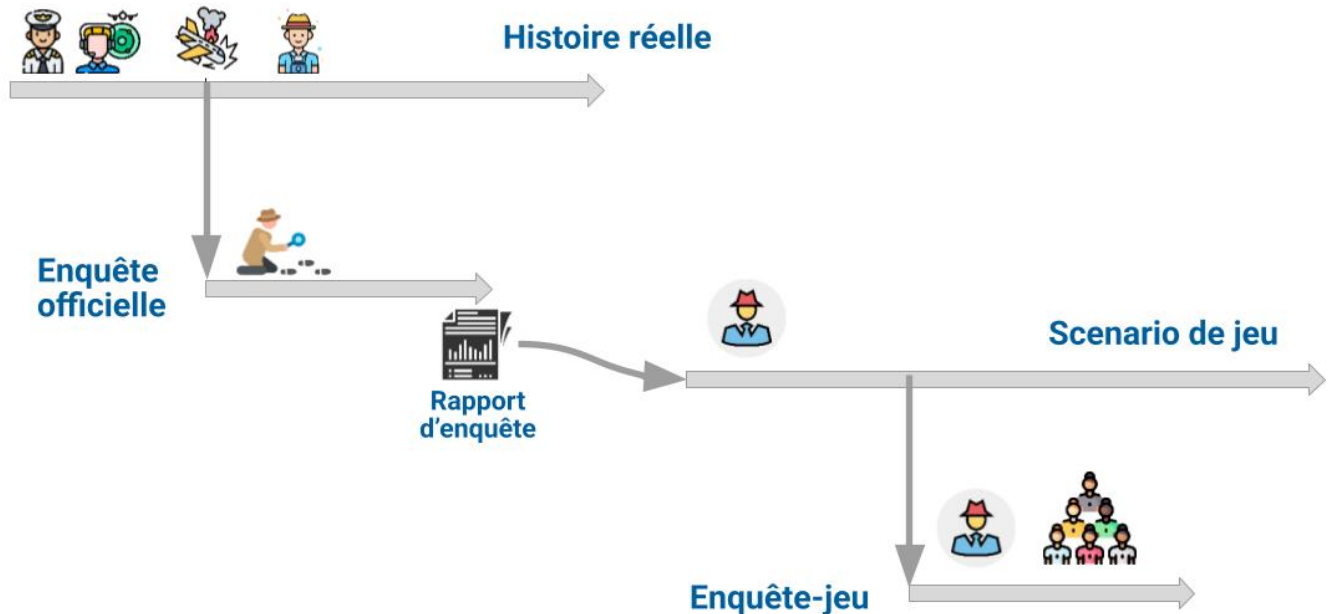 Histoire réelle
Enquête
officielle
Scenario de jeu
Rapport
d'enquête
Enquête-jeu